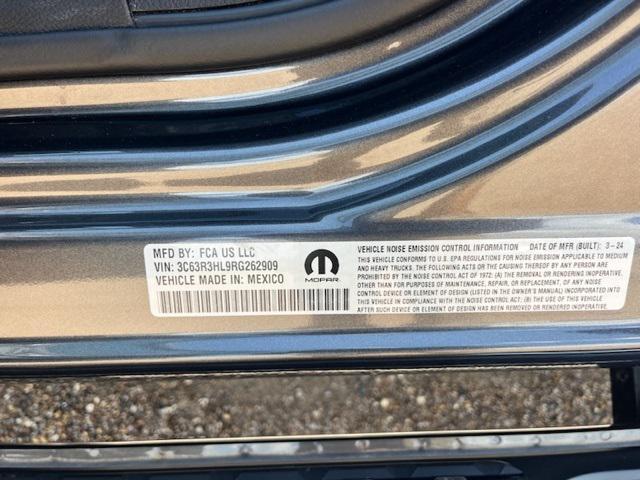 MFD BY: FCA US LLC
VIN: 3C63R3HL9RG262909
VEHICLE MADE IN: MEXICO
MOPAR
VEHICLE NOISE EMISSION CONTROL INFORMATION DATE OF MFR (BUILT): 3-24
THIS VEHICLE CONFORMS TO U.S. EPA REGULATIONS FOR NOISE EMISSION APPLICABLE TO MEDIUM
AND HEAVY TRUCKS. THE FOLLOWING ACTS OR THE CAUSING THEREOF BY ANY PERSON ARE
PROHIBITED BY THE NOISE CONTROL ACT OF 1972: (A) THE REMOVAL OR RENDERING INOPERATIVE,
OTHER THAN FOR PURPOSES OF MAINTENANCE, REPAIR, OR REPLACEMENT, OF ANY NOISE
CONTROL DEVICE OR ELEMENT OF DESIGN (LISTED IN THE OWNER'S MANUAL) INCORPORATED INTO
THIS VEHICLE IN COMPLIANCE WITH THE NOISE CONTROL ACT: (B) THE USE OF THIS VEHICLE
AFTER SUCH DEVICE OR ELEMENT OF DESIGN HAS BEEN REMOVED OR RENDERED INOPERATIVE.